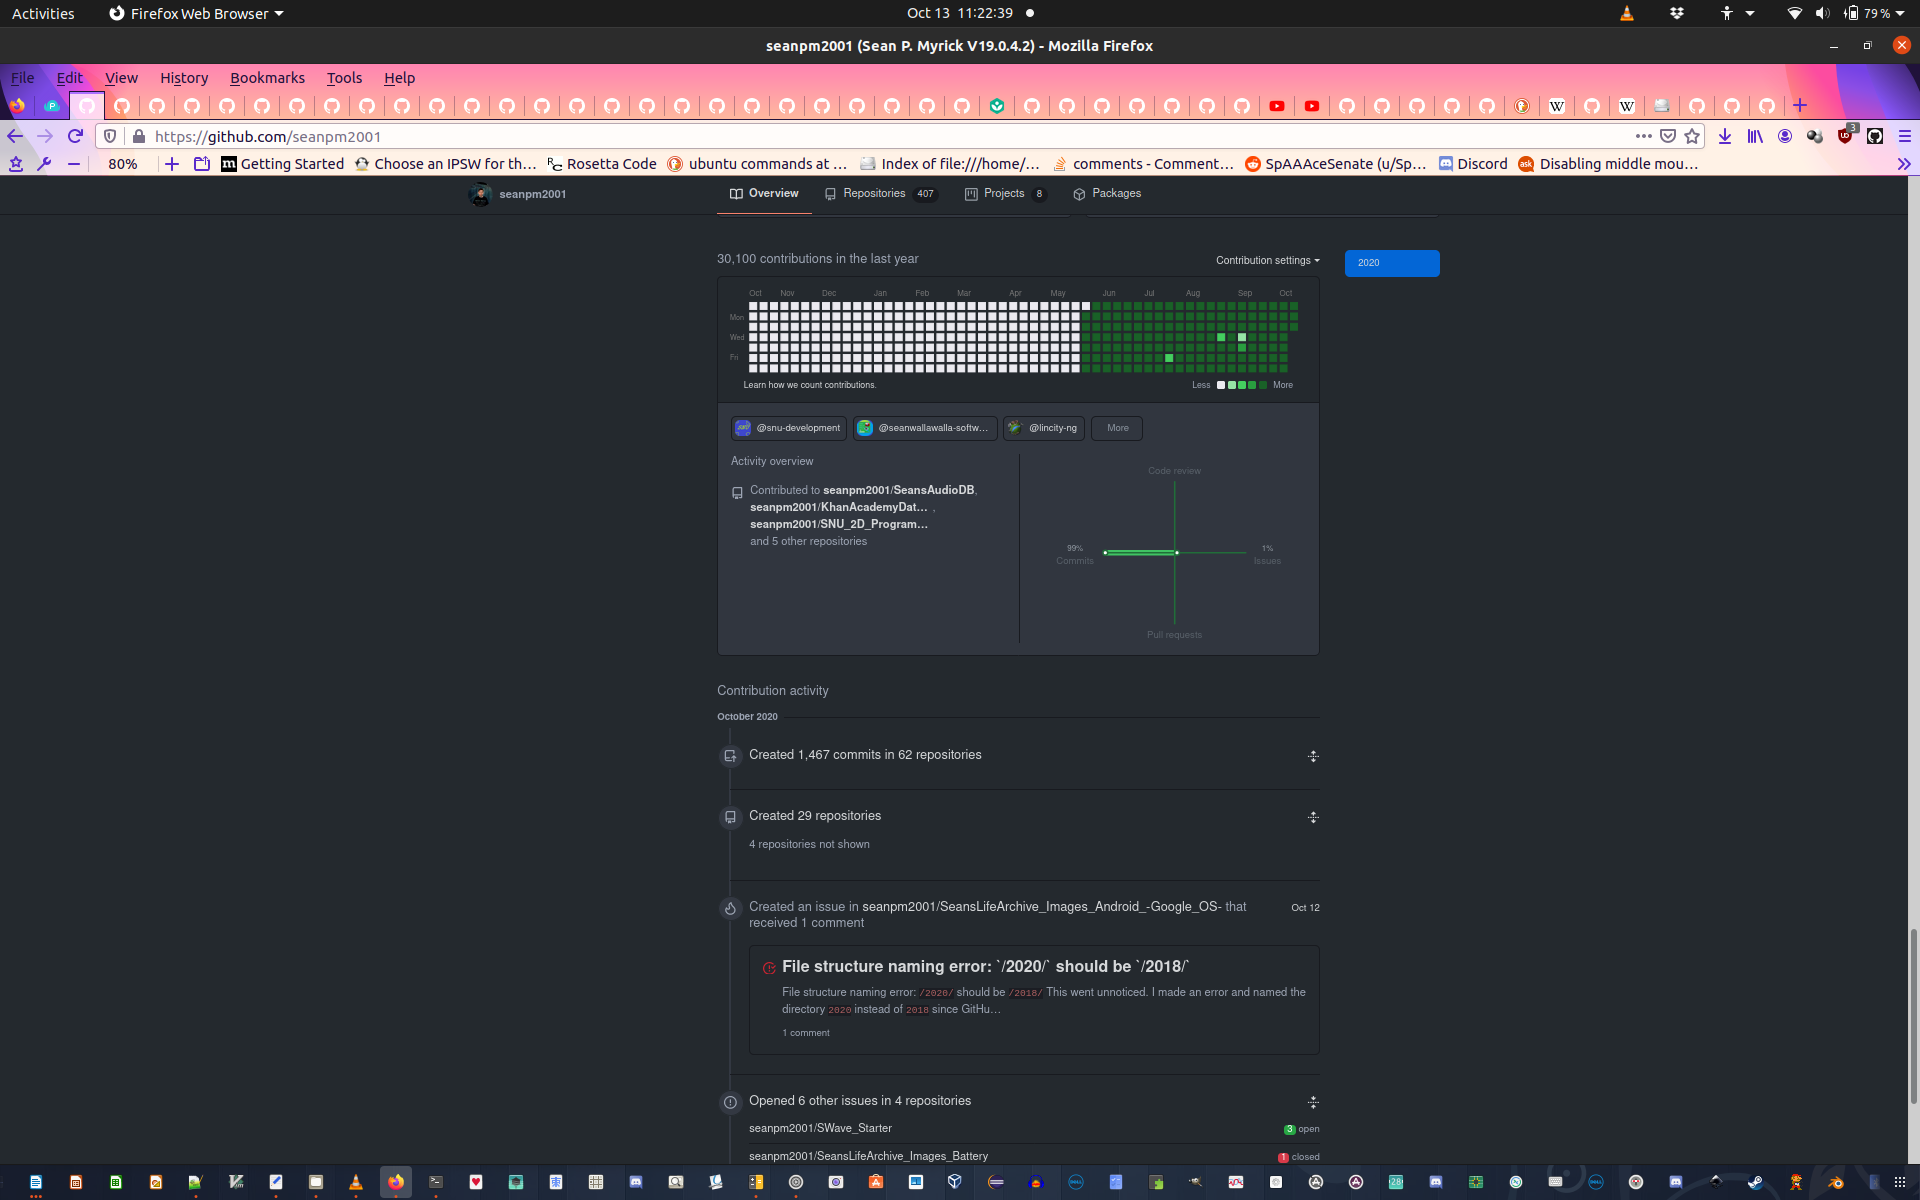 Activities
Firefox Web Browser
Oct 13 11:22:39
79 %
seanpm2001 (Sean P. Myrick V19.0.4.2) - Mozilla Firefox
File Edit View History Bookmarks Tools Help
https://github.com/seanpm2001
3
80%
Getting Started
Choose an IPSW for th…
Rosetta Code
ubuntu commands at …
Index of file:///home/…
comments - Comment…
SpAAAceSenate (u/Sp…
Discord
Disabling middle mou…
seanpm2001
Overview
Repositories 407
Projects 8
Packages
30,100 contributions in the last year
Contribution settings
2020
Oct Nov Dec Jan Feb Mar Apr May Jun Jul Aug Sep Oct
Mon
Wed
Fri
Learn how we count contributions.
Less
More
@snu-development
@seanwallawalla-softw…
@lincity-ng
More
Activity overview
Contributed to seanpm2001/SeansAudioDB,
seanpm2001/KhanAcademyDat… ,
seanpm2001/SNU_2D_Program…
and 5 other repositories
Code review
99%
Commits
1%
Issues
Pull requests
Contribution activity
October 2020
Created 1,467 commits in 62 repositories
Created 29 repositories
4 repositories not shown
Created an issue in seanpm2001/SeansLifeArchive_Images_Android_-Google_OS- that
received 1 comment
Oct 12
File structure naming error: `/2020/` should be `/2018/`
File structure naming error: /2020/ should be /2018/ This went unnoticed. I made an error and named the
directory 2020 instead of 2018 since GitHu…
1 comment
Opened 6 other issues in 4 repositories
seanpm2001/SWave_Starter
3 open
seanpm2001/SeansLifeArchive_Images_Battery
1 closed